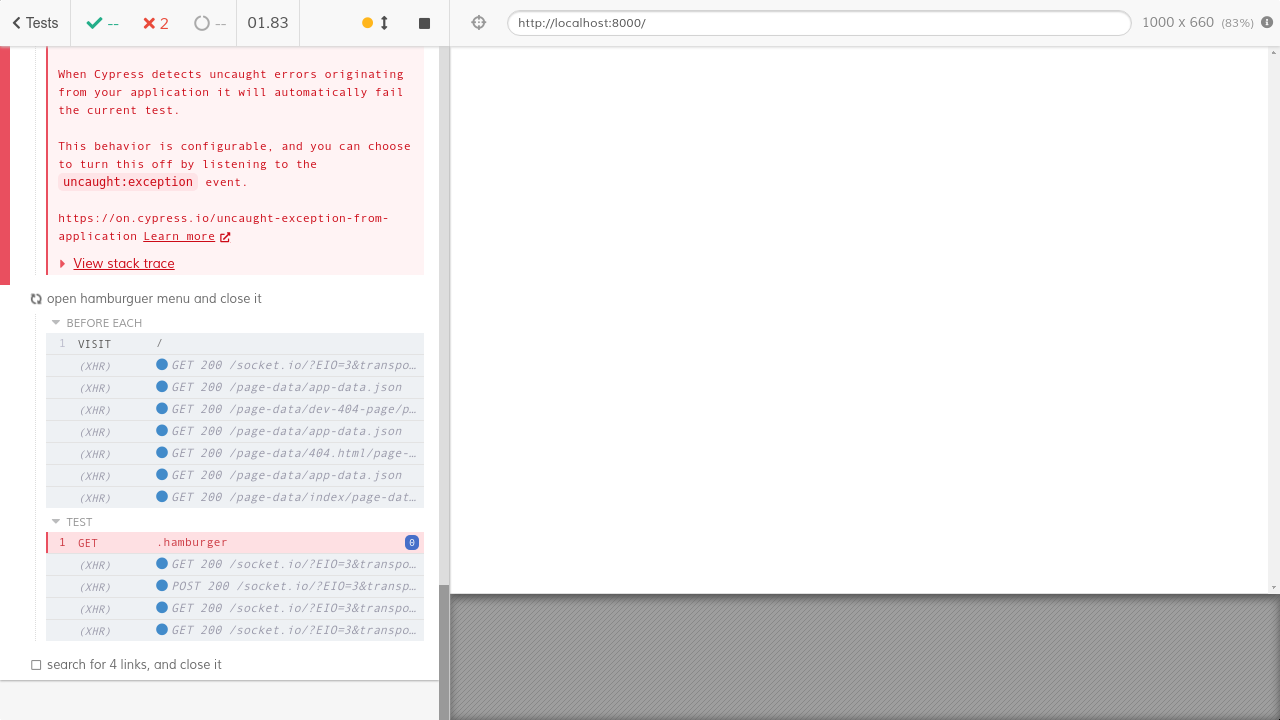 Tests
--
2
--
01.83
http://localhost:8000/
1000 x 660 (83%)
When Cypress detects uncaught errors originating
from your application it will automatically fail
the current test.
This behavior is configurable, and you can choose
to turn this off by listening to the
uncaught:exception event.
https://on.cypress.io/uncaught-exception-from-
application Learn more
View stack trace
open hamburguer menu and close it
BEFORE EACH
1 VISIT /
(XHR) GET 200 /socket.io/?EIO=3&transpo…
(XHR) GET 200 /page-data/app-data.json
(XHR) GET 200 /page-data/dev-404-page/p…
(XHR) GET 200 /page-data/app-data.json
(XHR) GET 200 /page-data/404.html/page-…
(XHR) GET 200 /page-data/app-data.json
(XHR) GET 200 /page-data/index/page-dat…
TEST
1 GET .hamburger 0
(XHR) GET 200 /socket.io/?EIO=3&transpo…
(XHR) POST 200 /socket.io/?EIO=3&transp…
(XHR) GET 200 /socket.io/?EIO=3&transpo…
(XHR) GET 200 /socket.io/?EIO=3&transpo…
search for 4 links, and close it